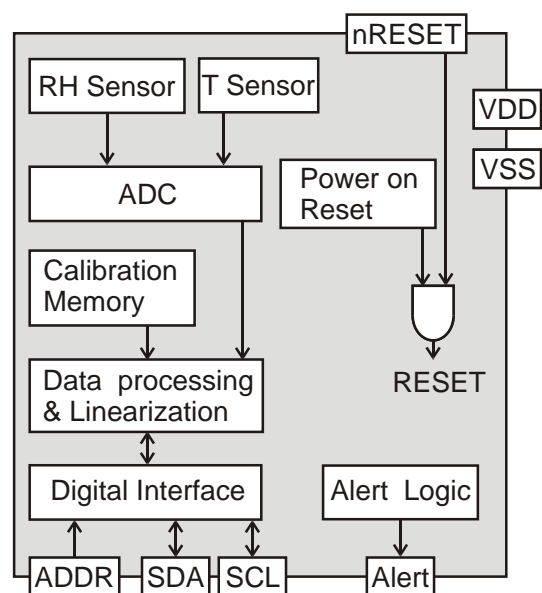 nRESET
RH Sensor
T Sensor
VDD
VSS
ADC
Power on
Reset
Calibration
Memory
RESET
Data processing
& Linearization
Digital Interface
Alert Logic
ADDR
SDA
SCL
Alert